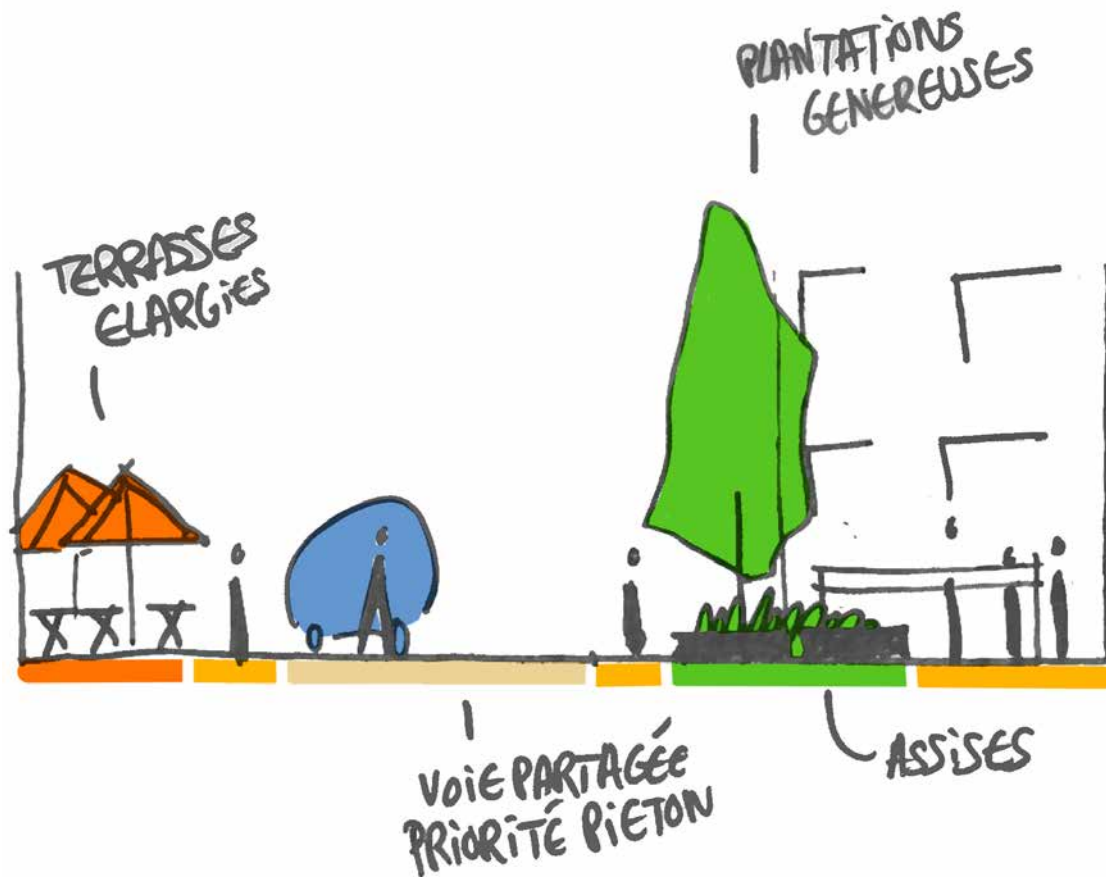 PLANTATIONS
GENEREUSES
TERRASSES
ELARGIES
VOIE PARTAGÉE
PRIORITÉ PIETON
ASSISES